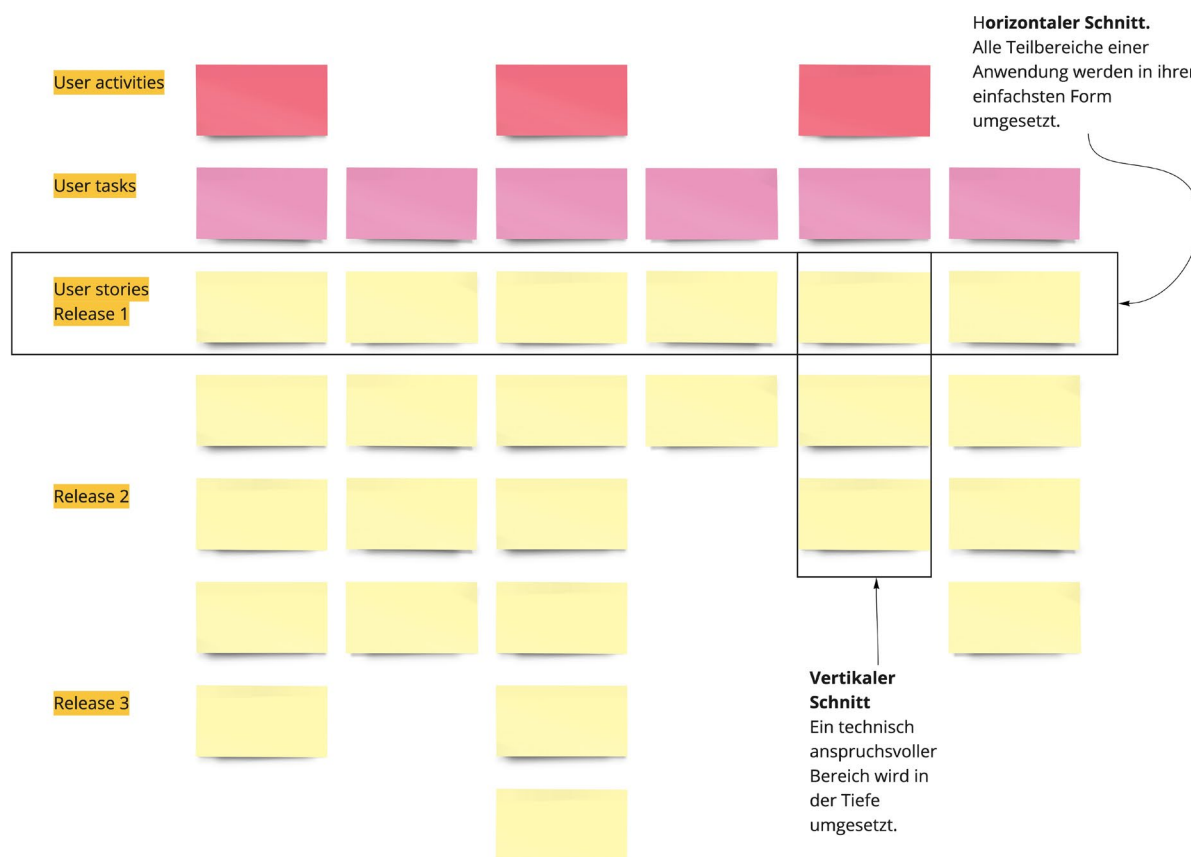 Horizontaler Schnitt.
Alle Teilbereiche einer
Anwendung werden in ihrer
einfachsten Form
umgesetzt.
User activities
User tasks
User stories
Release 1
Release 2
Release 3
Vertikaler
Schnitt
Ein technisch
anspruchsvoller
Bereich wird in
der Tiefe
umgesetzt.